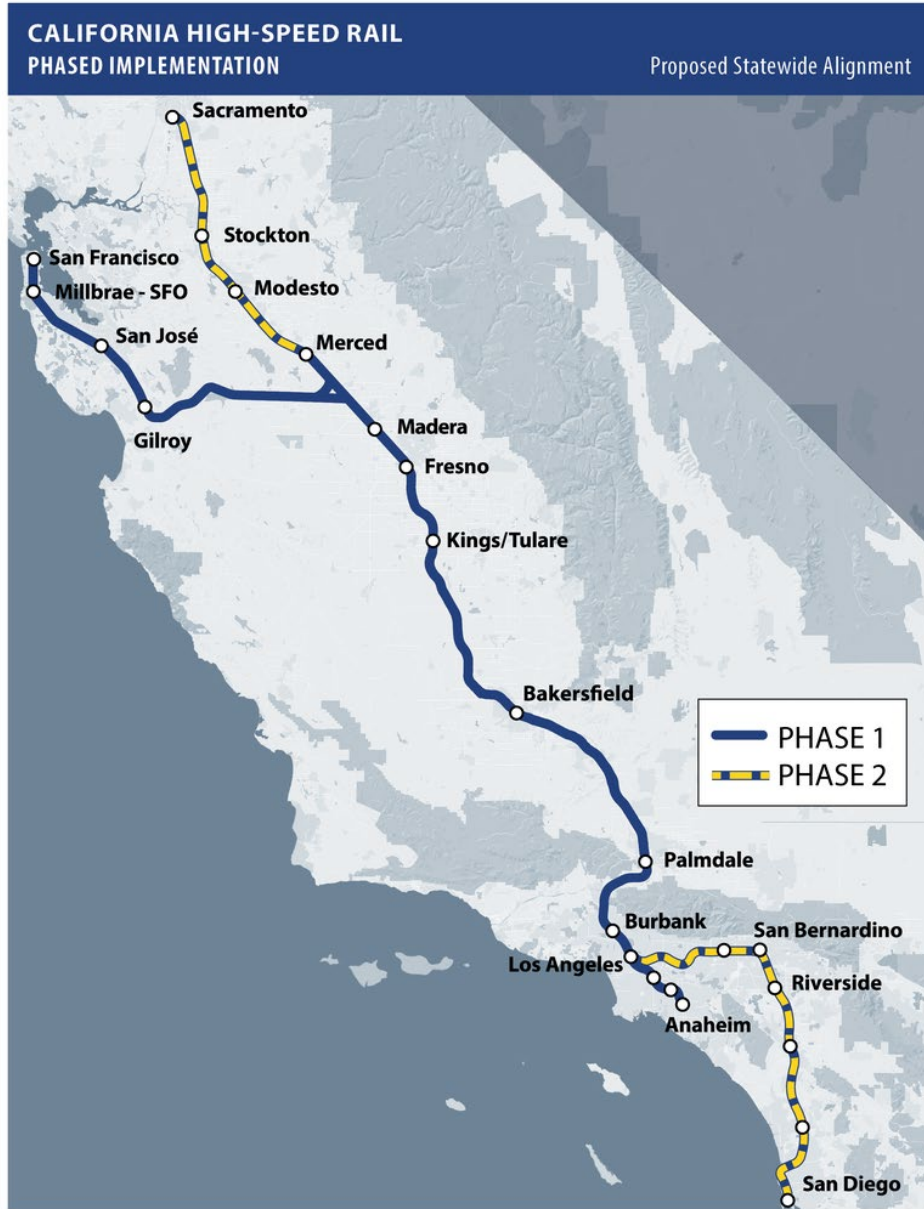 CALIFORNIA HIGH-SPEED RAIL
PHASED IMPLEMENTATION
Proposed Statewide Alignment
Sacramento
Stockton
San Francisco
Modesto
Millbrae - SFO
San José
Merced
Gilroy
Madera
Fresno
Kings/Tulare
Bakersfield
PHASE 1
PHASE 2
Palmdale
Burbank
San Bernardino
Los Angeles
Riverside
Anaheim
San Diego